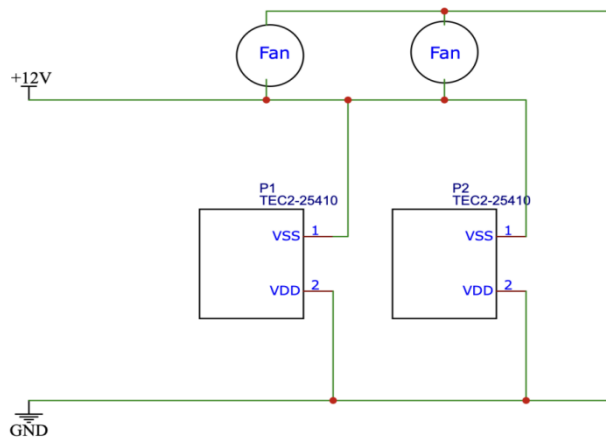 Fan
Fan
+12V
P1
TEC2-25410
VSS 1
VDD 2
P2
TEC2-25410
VSS 1
VDD 2
GND